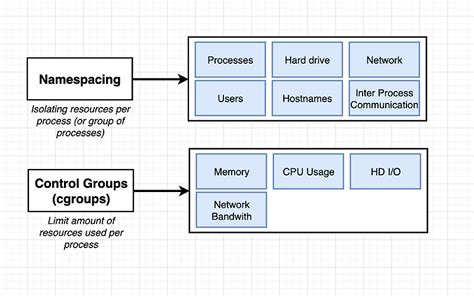 Namespacing
Isolating resources per
process (or group of
processes)
Processes
Hard drive
Network
Users
Hostnames
Inter Process
Communication
Control Groups
(cgroups)
Limit amount of
resources used per
process
Memory
CPU Usage
HD I/O
Network
Bandwith